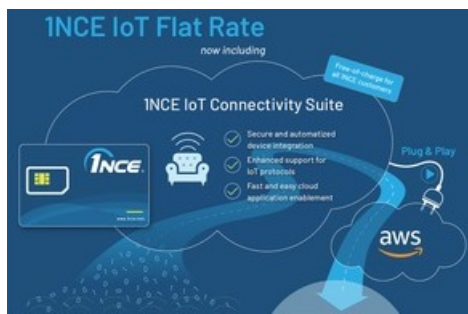 1NCE IoT Flat Rate
now including
Free-of-charge for
all 1NCE customers
1NCE IoT Connectivity Suite
Secure and automatized
device integration
Enhanced support for
IoT protocols
Fast and easy cloud
application enablement
1NCE
Plug & Play
aws